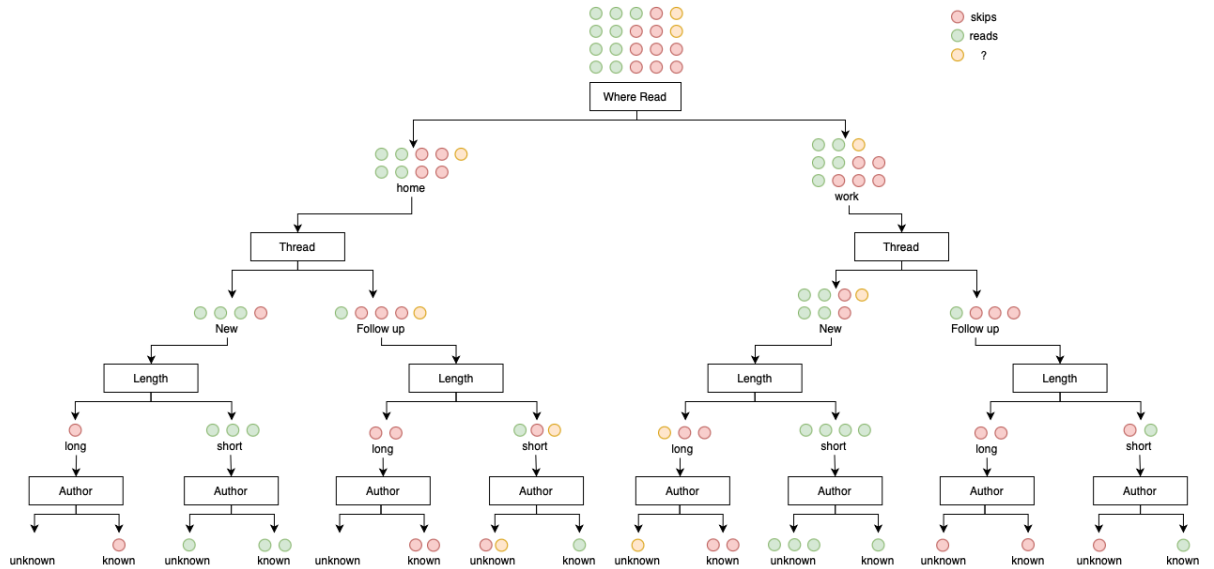 skips
reads
?
Where Read
home
work
Thread
Thread
New
Follow up
New
Follow up
Length
Length
Length
Length
long
short
long
short
long
short
long
short
Author
Author
Author
Author
Author
Author
Author
Author
unknown
known
unknown
known
unknown
known
unknown
known
unknown
known
unknown
known
unknown
known
unknown
known